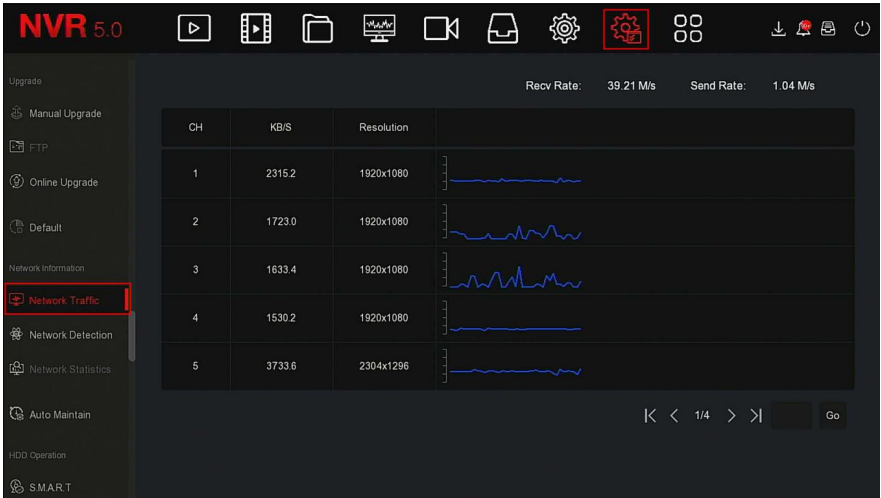 NVR 5.0
Recv Rate: 39.21 M/s Send Rate: 1.04 M/s
Upgrade
Manual Upgrade
FTP
Online Upgrade
Default
Network Information
Network Traffic
Network Detection
Network Statistics
Auto Maintain
HDD Operation
S.M.A.R.T
CH KB/S Resolution
1 2315.2 1920x1080
2 1723.0 1920x1080
3 1633.4 1920x1080
4 1530.2 1920x1080
5 3733.6 2304x1296
1/4 Go